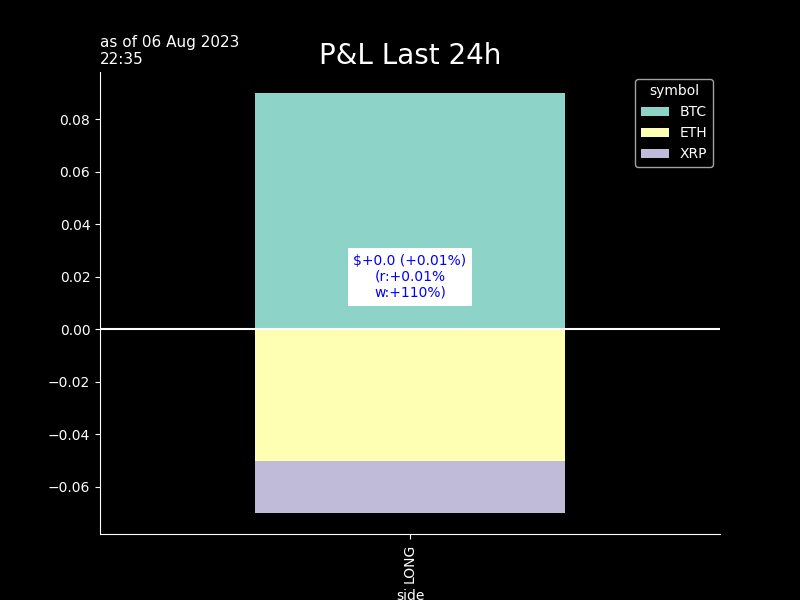 as of 06 Aug 2023
22:35
P&L Last 24h
symbol
BTC
ETH
XRP
0.08
0.06
0.04
0.02
0.00
−0.02
−0.04
−0.06
$+0.0 (+0.01%)
(r:+0.01%
w:+110%)
LONG
side